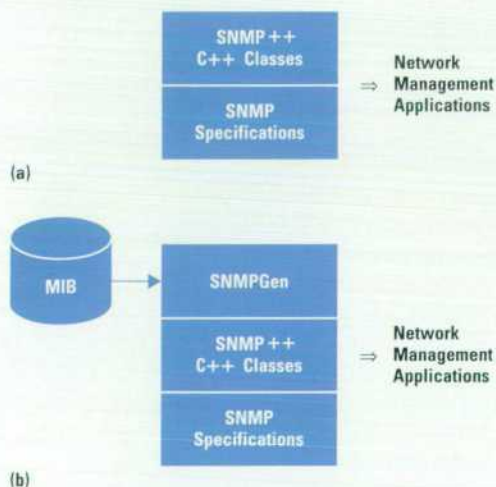 SNMP++
C++ Classes
SNMP
Specifications
⇒ Network
Management
Applications
(a)
MIB
SNMPGen
SNMP++
C++ Classes
SNMP
Specifications
⇒ Network
Management
Applications
(b)